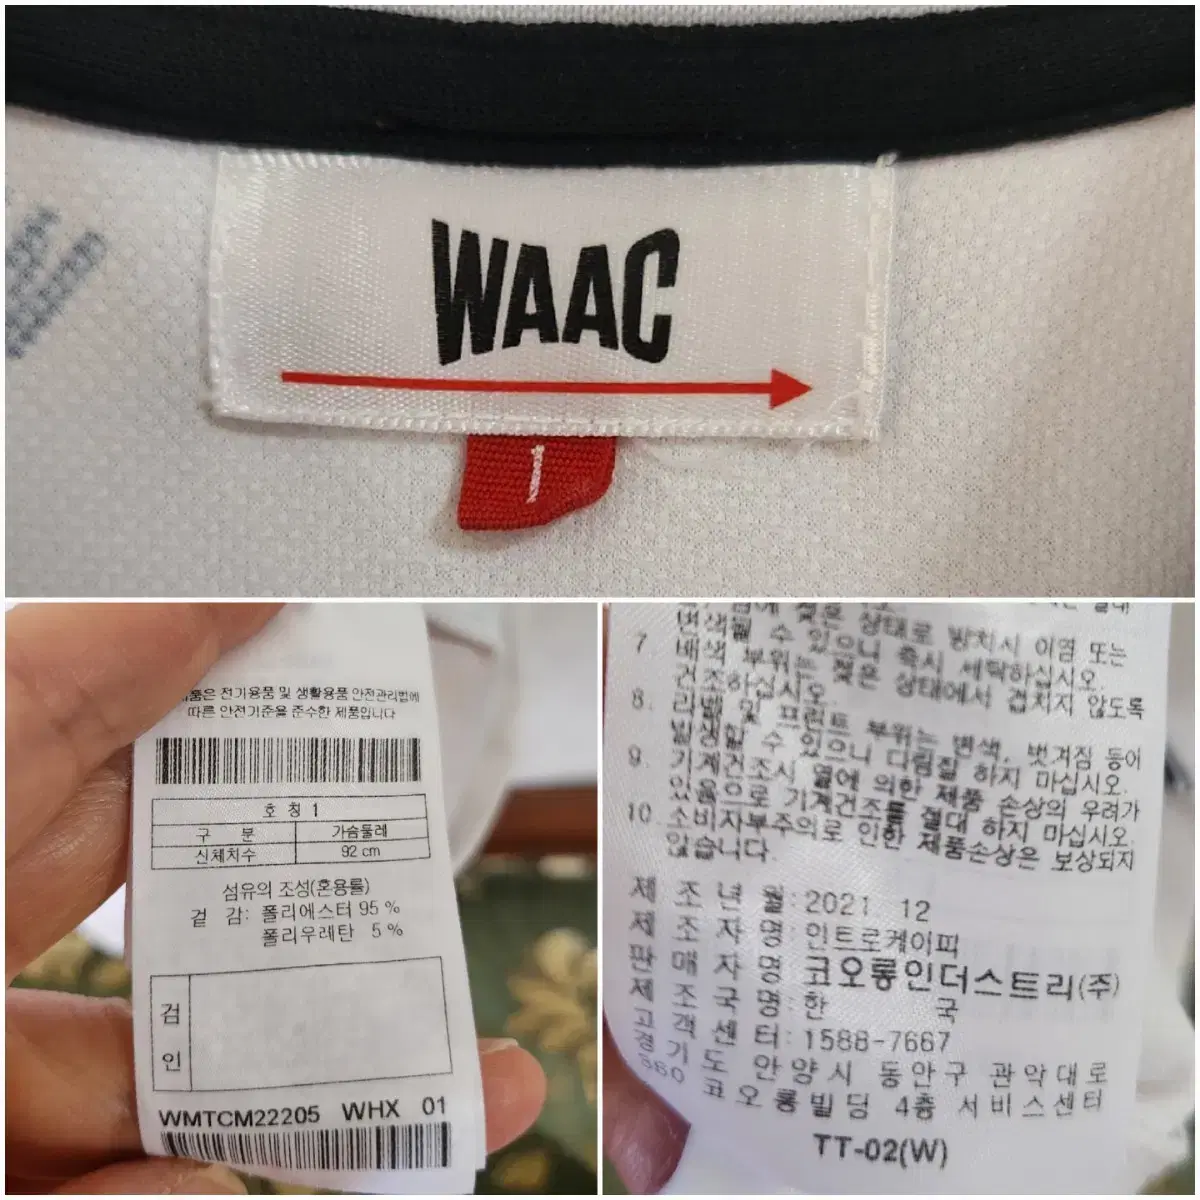 WAAC
1
전기용품 및 생활용품 안전관리법에
따른 안전기준을 준수한 제품입니다
호 칭 1
구 분 가슴둘레
신체치수 92 cm
섬유의 조성(혼용률)
겉 감: 폴리에스터 95 %
폴리우레탄 5 %
검
인
WMTCM22205 WHX 01
젖은 상태로 방치시 이염 또는
변색될 수 있으니 즉시 세탁하십시오.
7 배색 부위는 젖은 상태에서 겹치지 않도록
건조하십시오.
8. 라벨 및 프린트 부위는 변색, 벗겨짐 등이
발생할 수 있으니 다림질 하지 마십시오.
9. 기계건조시 열에 의한 제품 손상의 우려가
있음으로 기계건조를 절대 하지 마십시오.
10. 소비자부주의로 인한 제품손상은 보상되지
않습니다.
제 조 년 월: 2021 12
제 조 자 명: 인트로케이피
판 매 자 명: 코오롱인더스트리(주)
제 조 국 명: 한 국
고 객 센 터: 1588-7667
경 기 도 안양시 동안구 관악대로
코오롱빌딩 4층 서비스센터
TT-02(W)